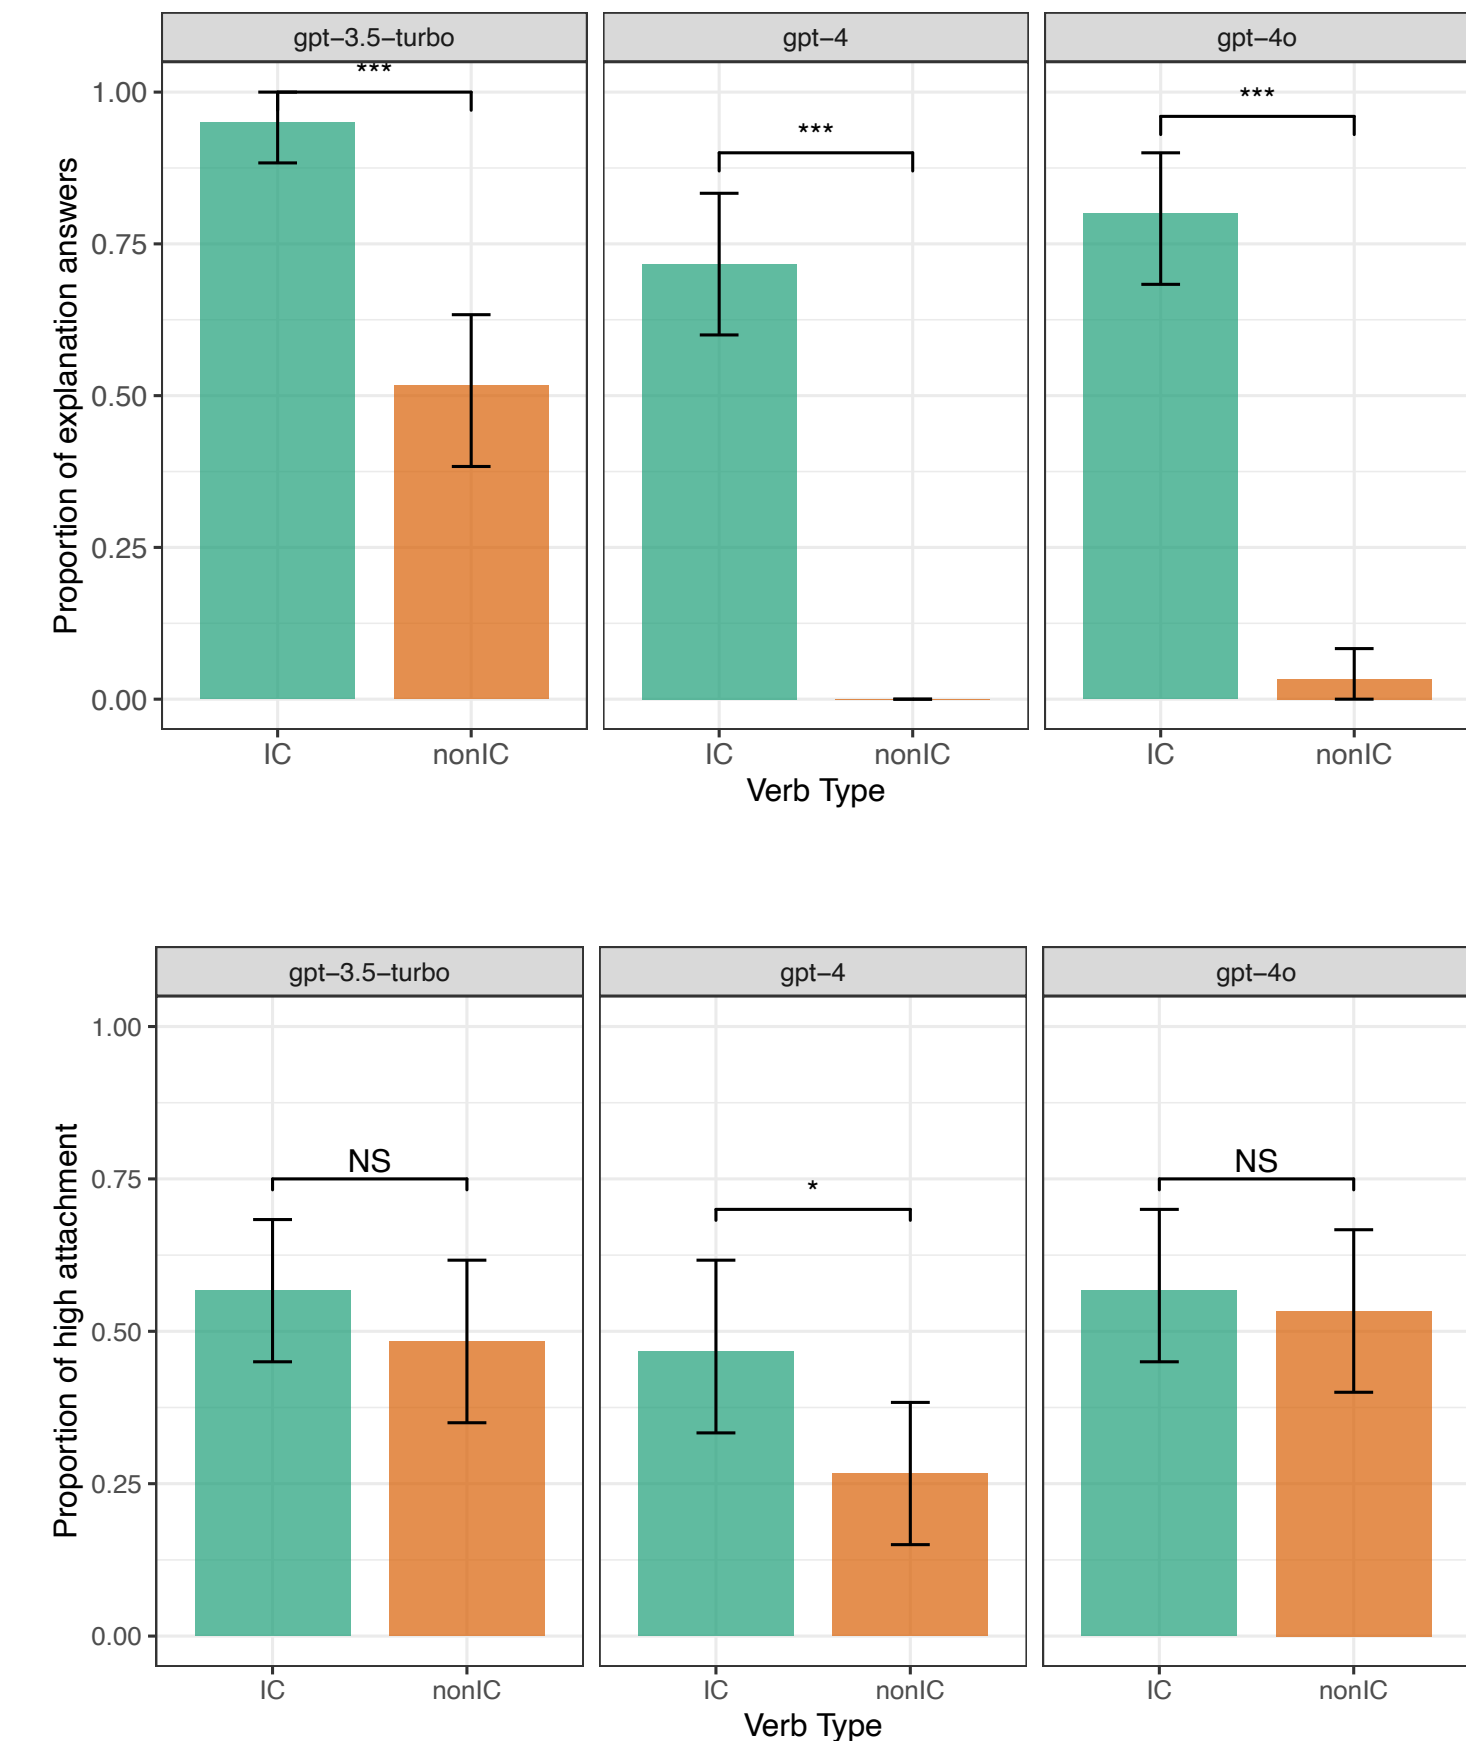 gpt−3.5−turbo gpt−4 gpt−4o
***
***
***
Proportion of explanation answers
1.00
0.75
0.50
0.25
0.00
IC nonIC IC nonIC IC nonIC
Verb Type
gpt−3.5−turbo gpt−4 gpt−4o
NS
*
NS
Proportion of high attachment
1.00
0.75
0.50
0.25
0.00
IC nonIC IC nonIC IC nonIC
Verb Type